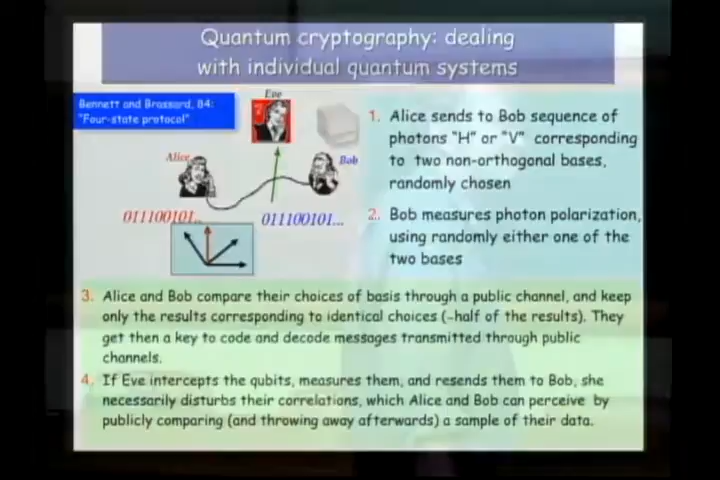 Quantum cryptography: dealing
with individual quantum systems
Bennett and Brassard, 84:
"Four-state protocol"
Eve
?
Alice
Bob
011100101..
011100101...
1. Alice sends to Bob sequence of
photons "H" or "V" corresponding
to two non-orthogonal bases,
randomly chosen
2. Bob measures photon polarization,
using randomly either one of the
two bases
3. Alice and Bob compare their choices of basis through a public channel, and keep
only the results corresponding to identical choices (~half of the results). They
get then a key to code and decode messages transmitted through public
channels.
4. If Eve intercepts the qubits, measures them, and resends them to Bob, she
necessarily disturbs their correlations, which Alice and Bob can perceive by
publicly comparing (and throwing away afterwards) a sample of their data.